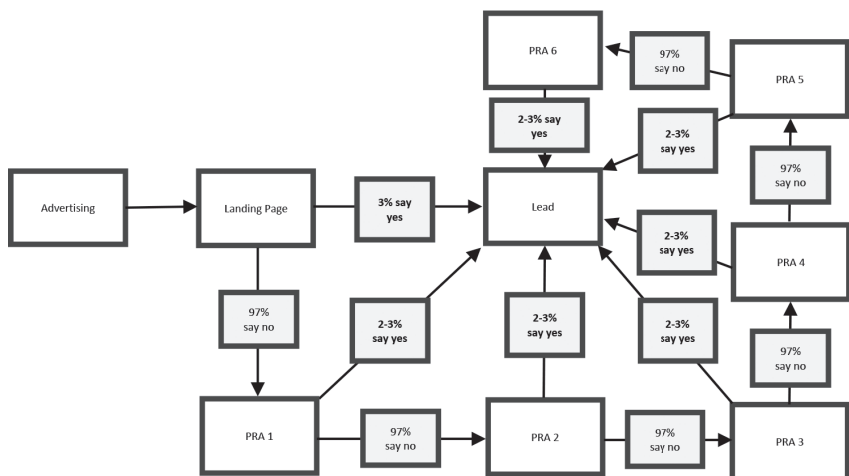 PRA 6
97%
say no
PRA 5
2-3% say
yes
2-3%
say yes
97%
say no
Advertising
Landing Page
3% say
yes
Lead
2-3%
say yes
PRA 4
97%
say no
2-3%
say yes
2-3%
say yes
2-3%
say yes
97%
say no
PRA 1
97%
say no
PRA 2
97%
say no
PRA 3